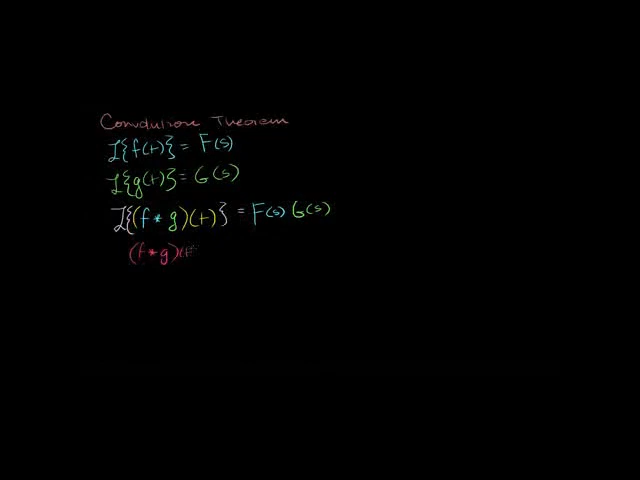 Convolution Theorem
ℒ{f(t)} = F(s)
ℒ{g(t)} = G(s)
ℒ{(f * g)(t)} = F(s) G(s)
(f * g)(t